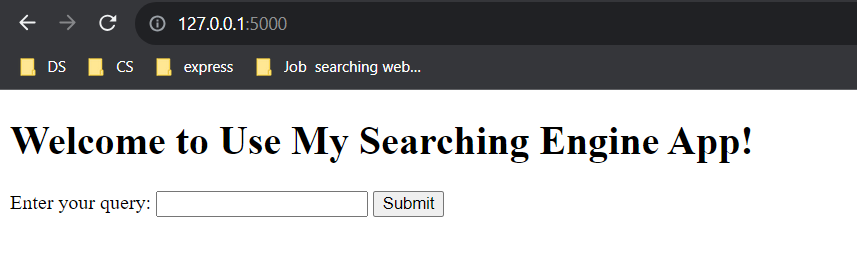 127.0.0.1:5000
DS CS express Job searching web...
Welcome to Use My Searching Engine App!
Enter your query: Submit